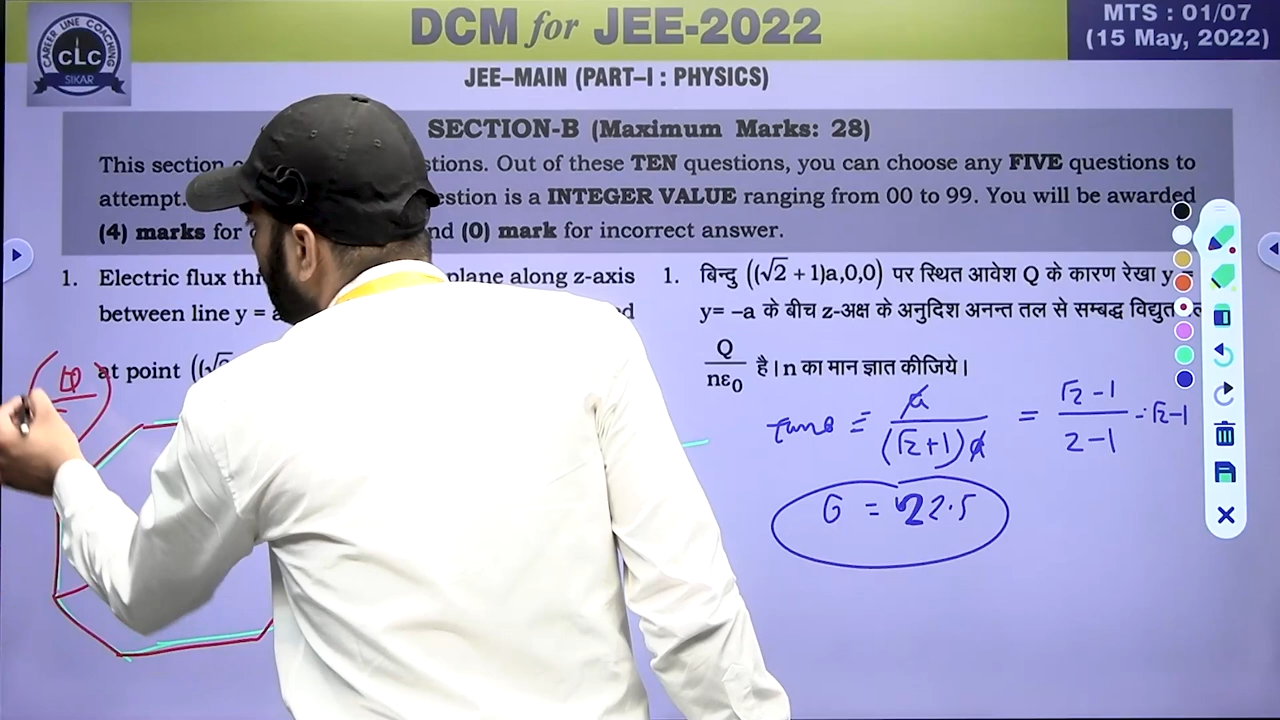 DCM for JEE-2022
MTS : 01/07
(15 May, 2022)
CAREER LINE COACHING
CLC
SIKAR
JEE–MAIN (PART–I : PHYSICS)
SECTION-B (Maximum Marks: 28)
This section stions. Out of these TEN questions, you can choose any FIVE questions to
attempt. estion is a INTEGER VALUE ranging from 00 to 99. You will be awarded
(4) marks for nd (0) mark for incorrect answer.
1. Electric flux plane along z-axis
between line y =
at point ((√
1. बिन्दु ((√2 + 1)a,0,0) पर स्थित आवेश Q के कारण रेखा y =
y= –a के बीच z-अक्ष के अनुदिश अनन्त तल से सम्बद्ध विद्युत
Q/nε0 है। n का मान ज्ञात कीजिये।
tanθ = a/(√2+1)a = √2-1/2-1 = √2-1
θ = 22.5